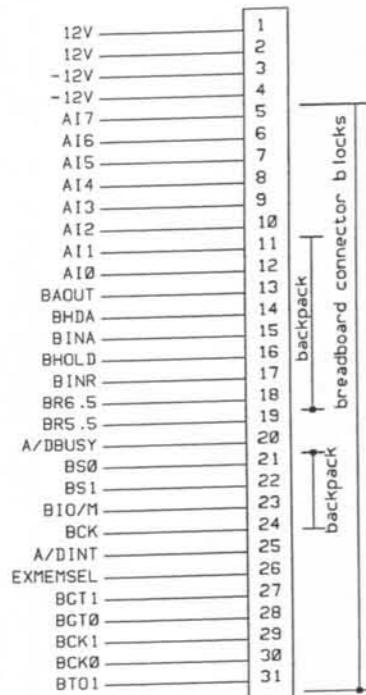 12V 1
12V 2
-12V 3
-12V 4
AI7 5
AI6 6
AI5 7
AI4 8
AI3 9
AI2 10
AI1 11
AI0 12
BAOUT 13
BHDA 14
BINA 15
BHOLD 16
BINR 17
BR6.5 18
BR5.5 19
A/DBUSY 20
BS0 21
BS1 22
BIO/M 23
BCK 24
A/DINT 25
EXMEMSEL 26
BGT1 27
BGT0 28
BCK1 29
BCK0 30
BTO1 31
backpack
backpack
breadboard connector blocks